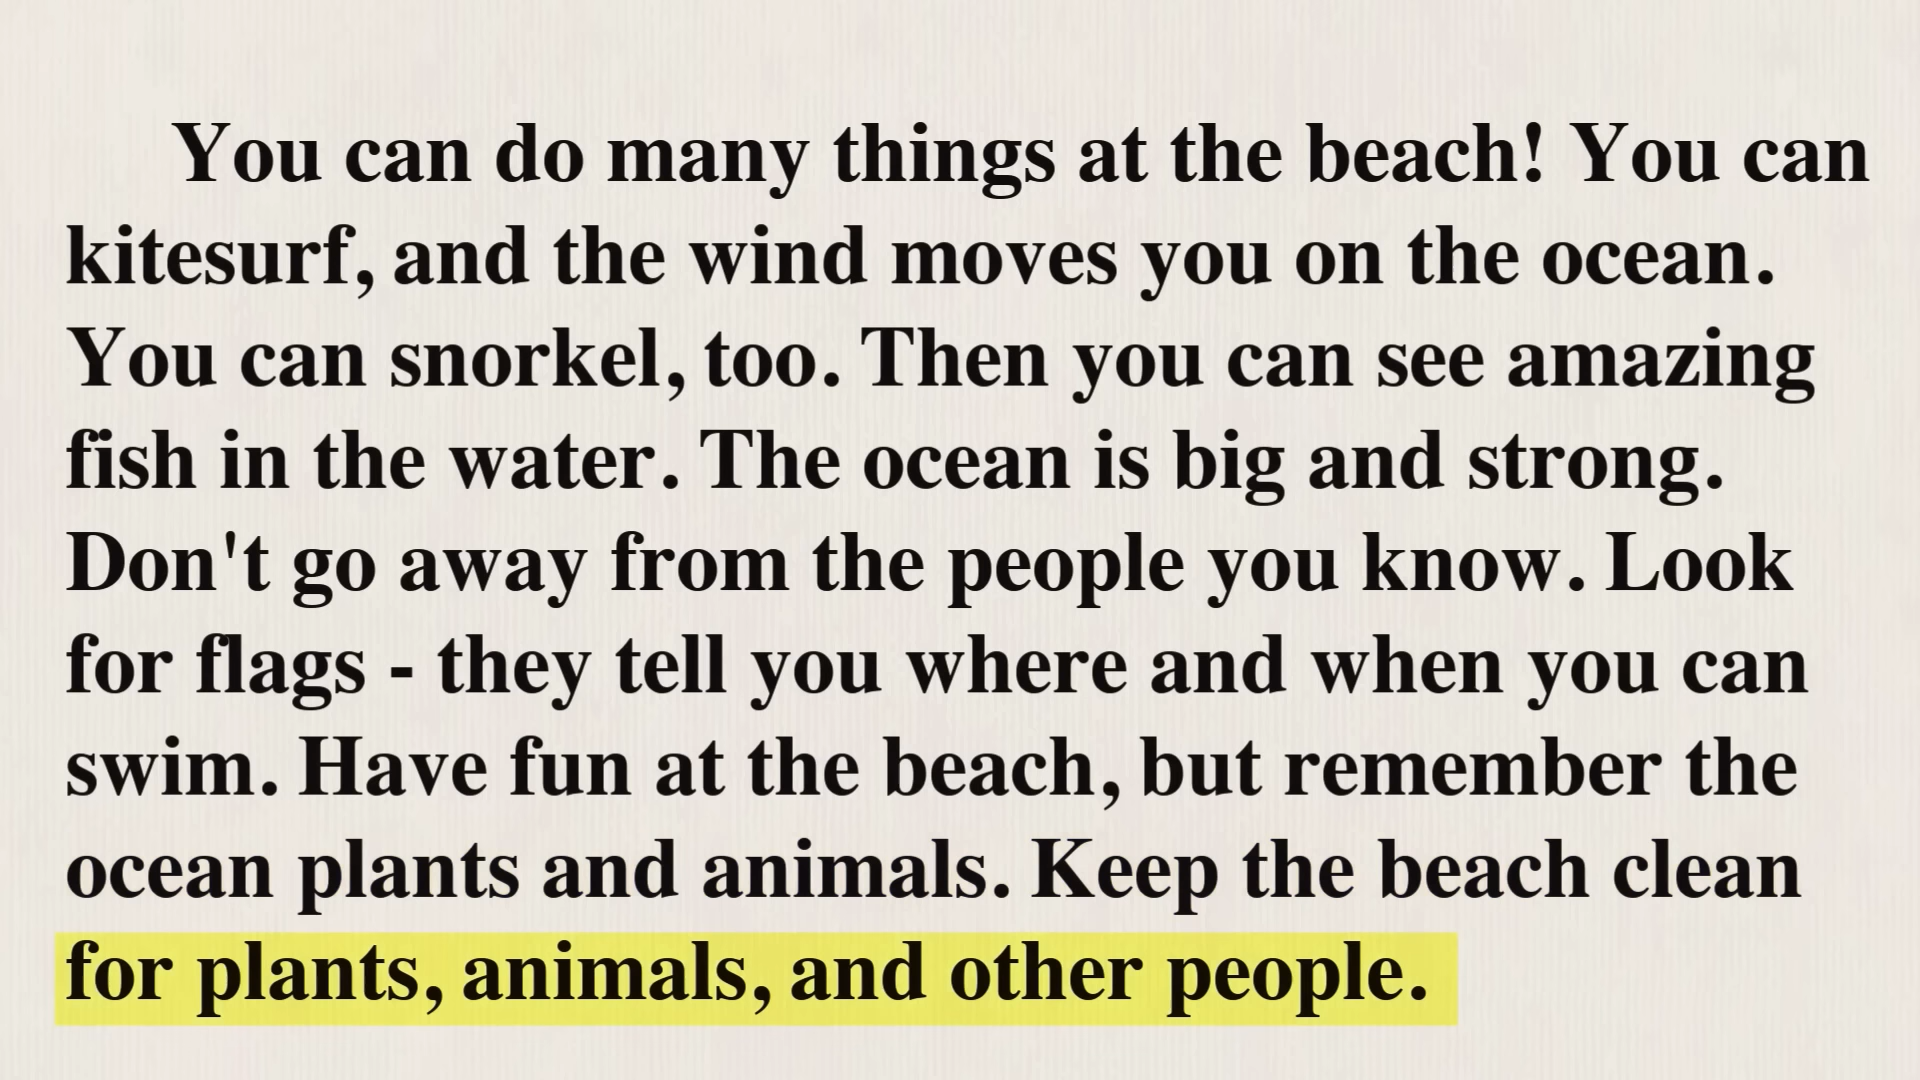 You can do many things at the beach! You can
kitesurf, and the wind moves you on the ocean.
You can snorkel, too. Then you can see amazing
fish in the water. The ocean is big and strong.
Don't go away from the people you know. Look
for flags - they tell you where and when you can
swim. Have fun at the beach, but remember the
ocean plants and animals. Keep the beach clean
for plants, animals, and other people.